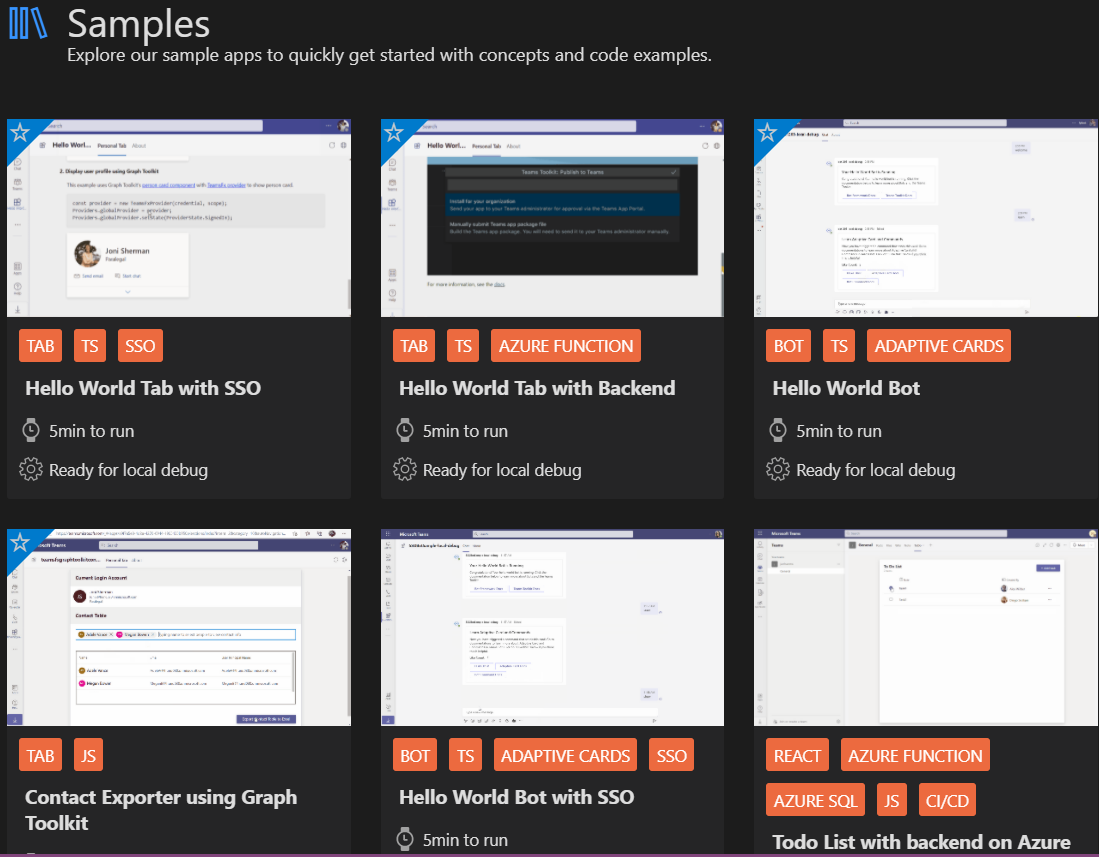 Samples
Explore our sample apps to quickly get started with concepts and code examples.
Search
Hello Worl... Personal Tab About
2. Display user profile using Graph Toolkit
This example uses Graph Toolkit's person card component with TeamsFx provider to show person card.
const provider = new TeamsFxProvider(credential, scope);
Providers.globalProvider = provider;
Providers.globalProvider.setState(ProviderState.SignedIn);
Joni Sherman
Paralegal
Send email Start chat
TAB TS SSO
Hello World Tab with SSO
5min to run
Ready for local debug
Search
Hello Worl... Personal Tab About
Teams Toolkit: Publish to Teams
Install for your organization
Send your app to your Teams administrator for approval via the Teams App Portal.
Manually submit Teams app package file
Build the Teams app package. You will need to send it to your Teams administrator manually.
For more information, see the docs.
TAB TS AZURE FUNCTION
Hello World Tab with Backend
5min to run
Ready for local debug
BOT TS ADAPTIVE CARDS
Hello World Bot
5min to run
Ready for local debug
Microsoft Teams
Search
Current Login Account
Contact Table
Adele Vance
Megan Bowen
TAB JS
Contact Exporter using Graph
Toolkit
Microsoft Teams
BOT TS ADAPTIVE CARDS SSO
Hello World Bot with SSO
5min to run
Microsoft Teams
Teams
General
To Do List
REACT AZURE FUNCTION
AZURE SQL JS CI/CD
Todo List with backend on Azure